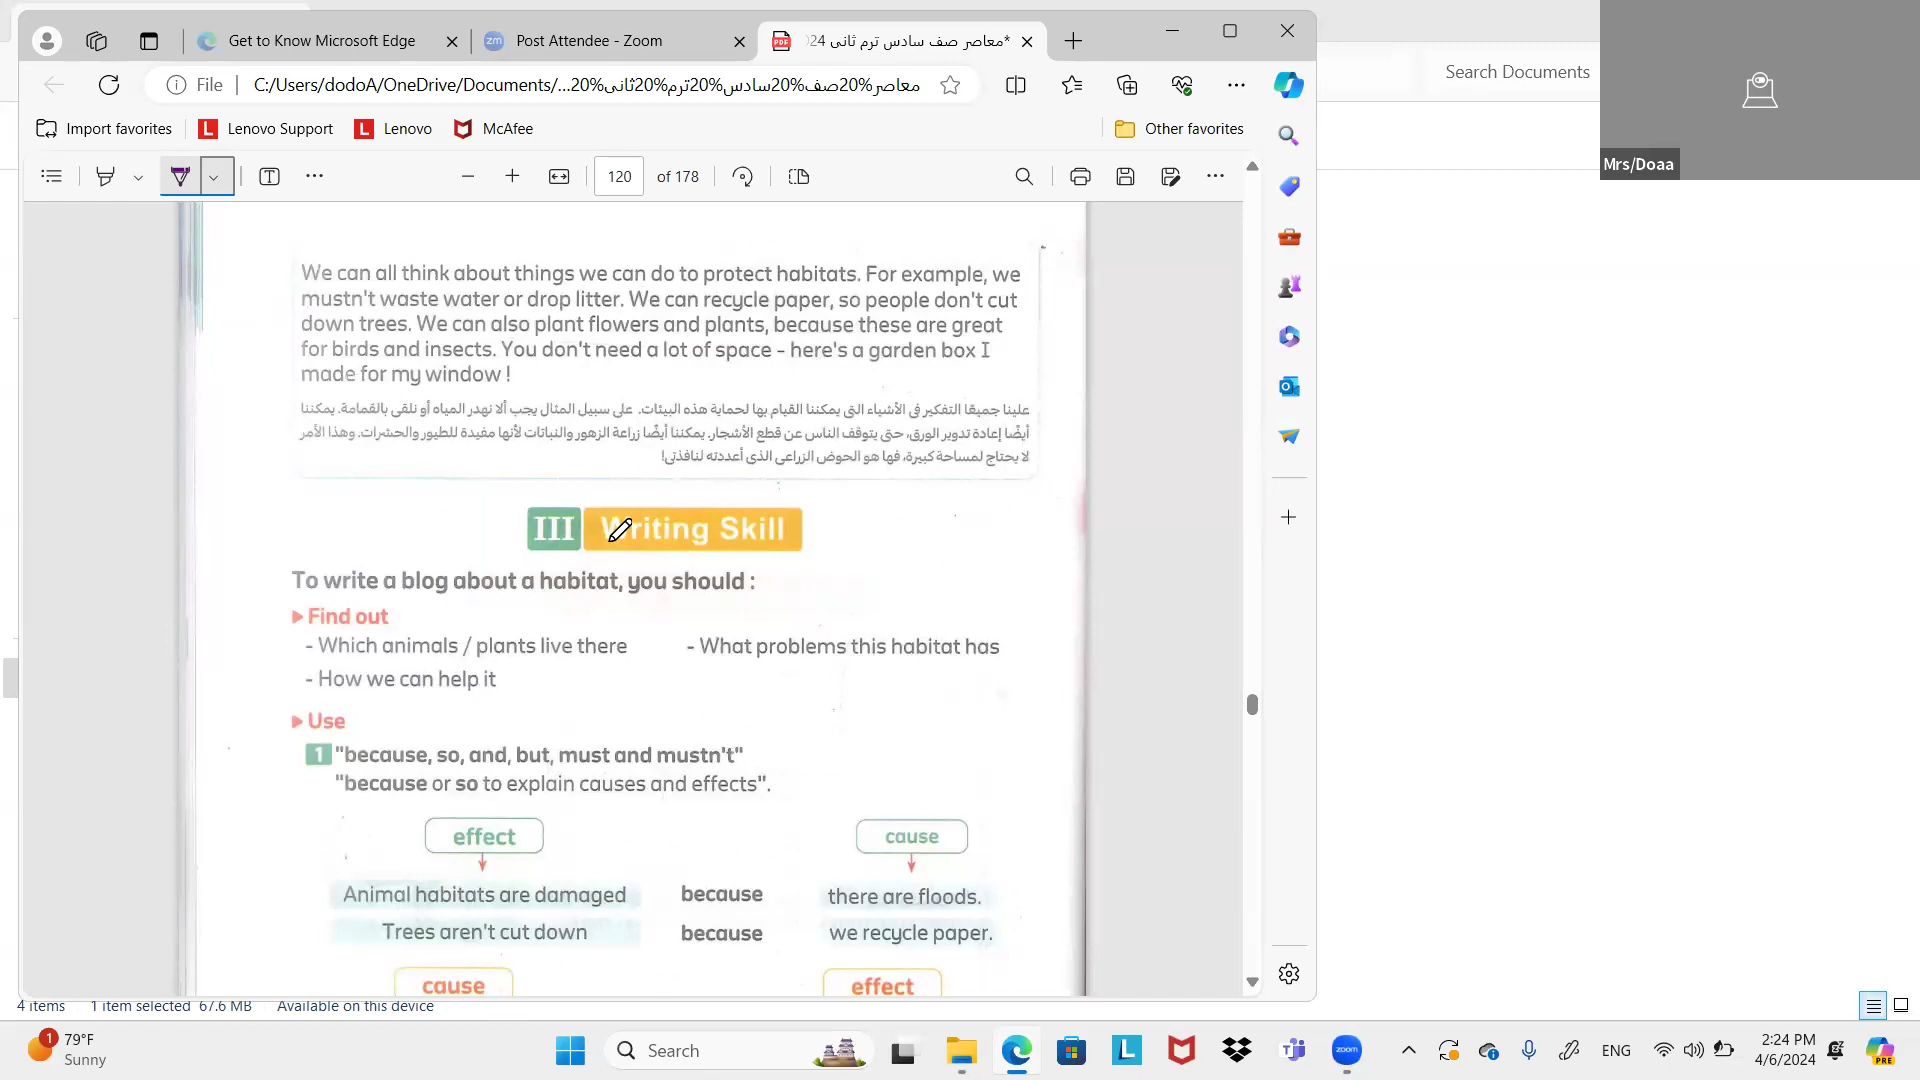 Get to Know Microsoft Edge
Post Attendee - Zoom
*معاصر صف سادس ترم ثانى 24
Search Documents
File
C:/Users/dodoA/OneDrive/Documents/...معاصر%20صف%20سادس%20ترم%20ثانى%20
Mrs/Doaa
Import favorites
Lenovo Support
Lenovo
McAfee
Other favorites
120 of 178
We can all think about things we can do to protect habitats. For example, we
mustn't waste water or drop litter. We can recycle paper, so people don't cut
down trees. We can also plant flowers and plants, because these are great
for birds and insects. You don't need a lot of space - here's a garden box I
made for my window !
علينا جميعًا التفكير فى الأشياء التى يمكننا القيام بها لحماية هذه البيئات. على سبيل المثال يجب ألا نهدر المياه أو نلقى بالقمامة. يمكننا
أيضًا إعادة تدوير الورق، حتى يتوقف الناس عن قطع الأشجار. يمكننا أيضًا زراعة الزهور والنباتات لأنها مفيدة للطيور والحشرات. وهذا الأمر
لا يحتاج لمساحة كبيرة، فها هو الحوض الزراعى الذى أعددته لنافذتى!
III Writing Skill
To write a blog about a habitat, you should :
Find out
- Which animals / plants live there
- What problems this habitat has
- How we can help it
Use
1 "because, so, and, but, must and mustn't"
"because or so to explain causes and effects".
effect
cause
Animal habitats are damaged because there are floods.
Trees aren't cut down because we recycle paper.
cause
effect
4 items 1 item selected 67.6 MB Available on this device
79°F
Sunny
Search
ENG
2:24 PM
4/6/2024